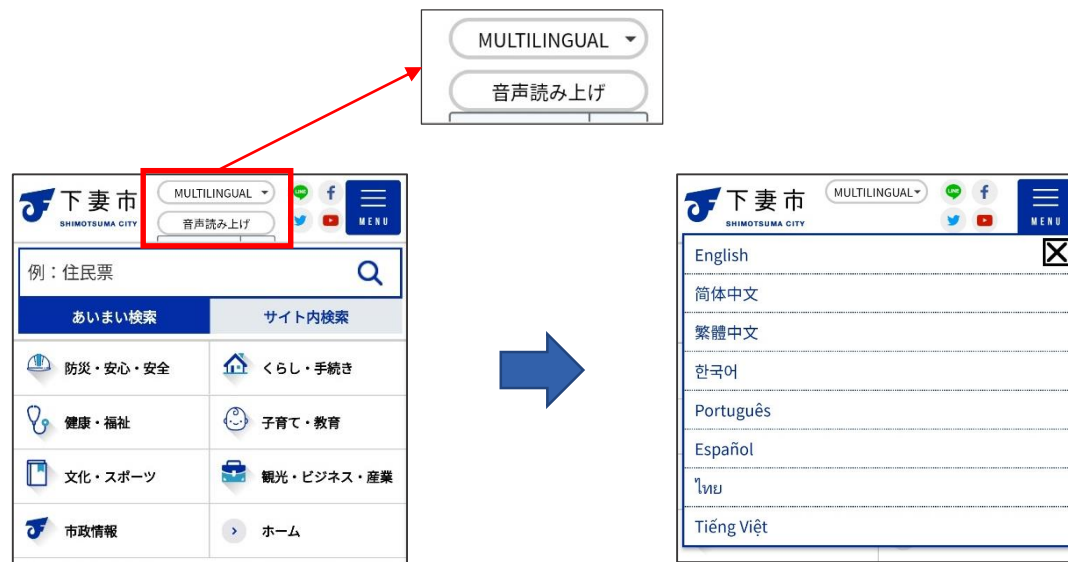 MULTILINGUAL
音声読み上げ
下妻市
SHIMOTSUMA CITY
MULTILINGUAL
音声読み上げ
LINE
f
MENU
例：住民票
あいまい検索
サイト内検索
防災・安心・安全
くらし・手続き
健康・福祉
子育て・教育
文化・スポーツ
観光・ビジネス・産業
市政情報
ホーム
下妻市
SHIMOTSUMA CITY
MULTILINGUAL
LINE
f
MENU
English
简体中文
繁體中文
한국어
Português
Español
ไทย
Tiếng Việt